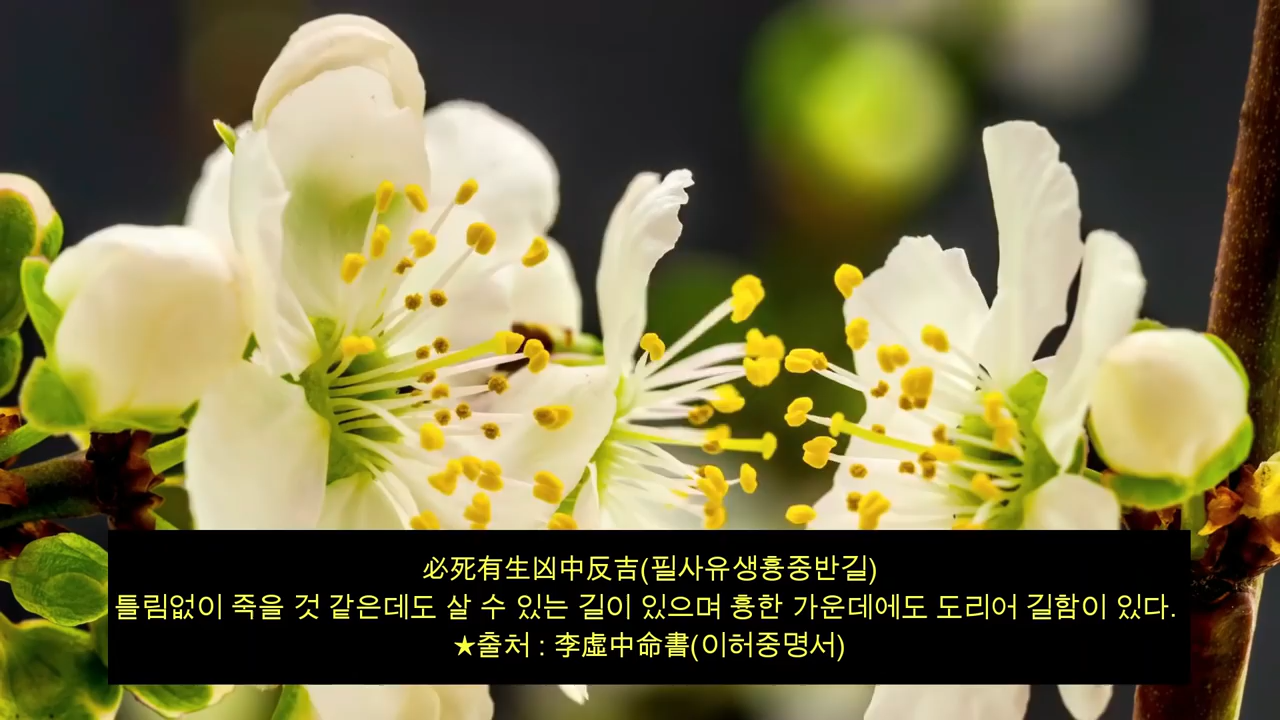 必死有生凶中反吉(필사유생흉중반길)
틀림없이 죽을 것 같은데도 살 수 있는 길이 있으며 흉한 가운데에도 도리어 길함이 있다.
★출처 : 李虛中命書(이허중명서)